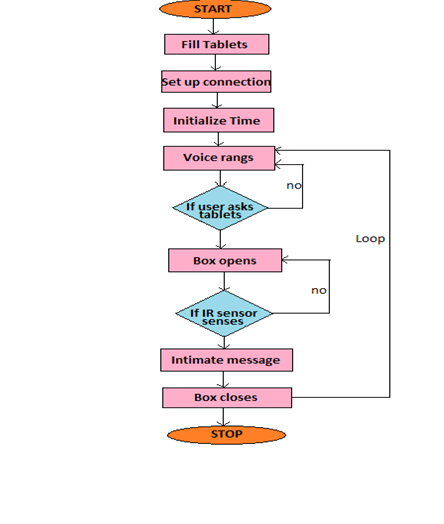 START
Fill Tablets
Set up connection
Initialize Time
Voice rangs
no
If user asks
tablets
Loop
Box opens
no
If IR sensor
senses
Intimate message
Box closes
STOP